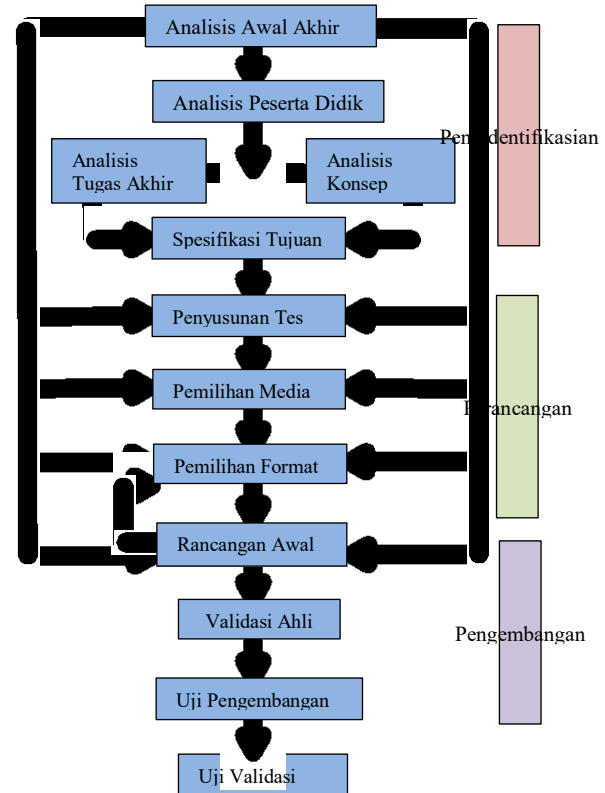 Analisis Awal Akhir
Analisis Peserta Didik
Analisis
Tugas Akhir
Analisis
Konsep
Spesifikasi Tujuan
Penyusunan Tes
Pemilihan Media
Pemilihan Format
Rancangan Awal
Validasi Ahli
Uji Pengembangan
Uji Validasi
Perancangan
Pengembangan